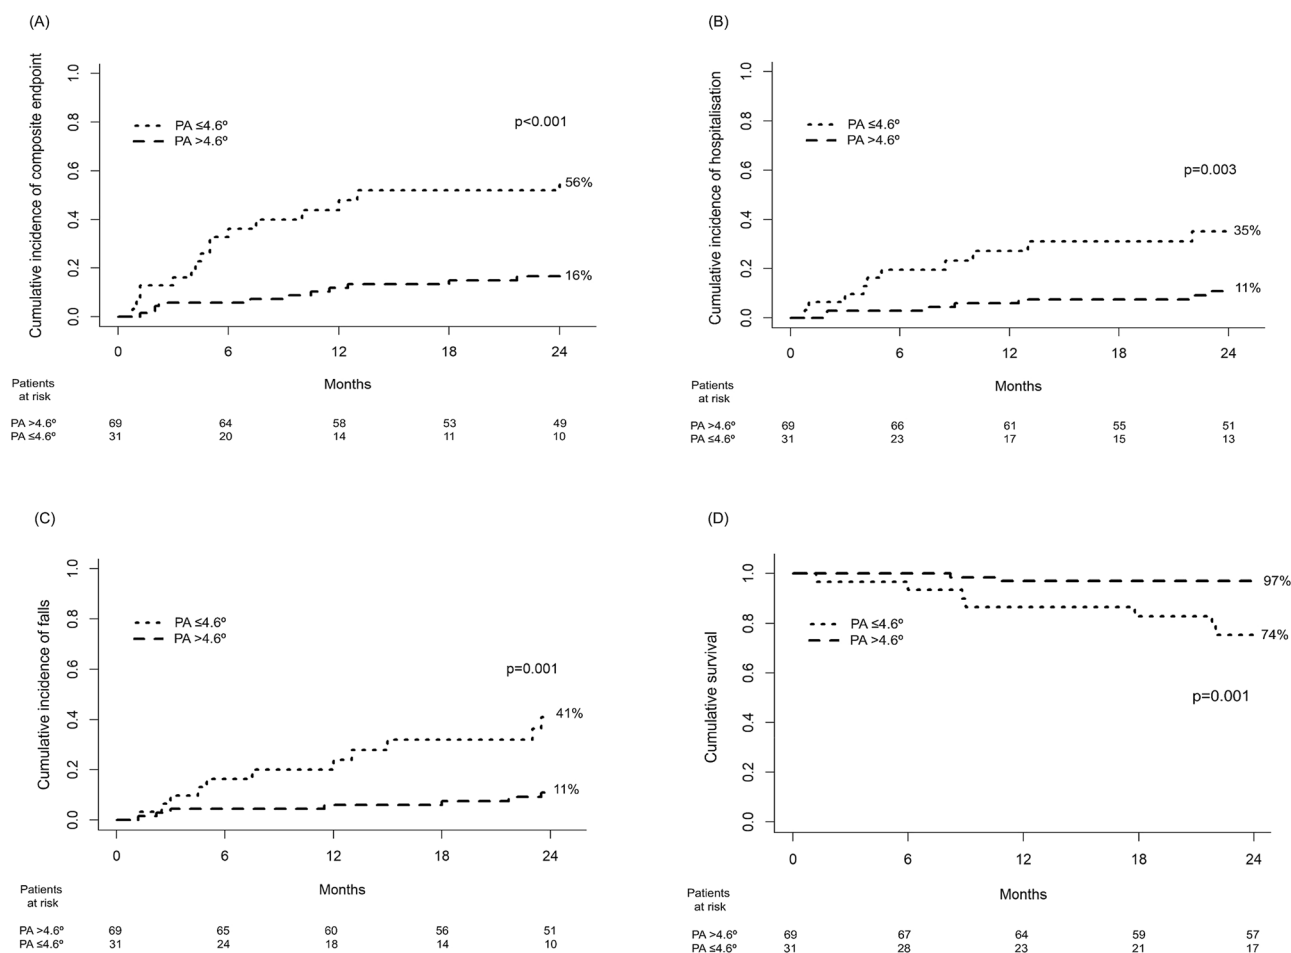 (A)
Cumulative incidence of composite endpoint
1.0
0.8
0.6
0.4
0.2
0.0
PA ≤4.6º
PA >4.6º
p<0.001
56%
16%
0 6 12 18 24
Months
Patients
at risk
PA >4.6º 69 64 58 53 49
PA ≤4.6º 31 20 14 11 10
(B)
Cumulative incidence of hospitalisation
1.0
0.8
0.6
0.4
0.2
0.0
PA ≤4.6º
PA >4.6º
p=0.003
35%
11%
0 6 12 18 24
Months
Patients
at risk
PA >4.6º 69 66 61 55 51
PA ≤4.6º 31 23 17 15 13
(C)
Cumulative incidence of falls
1.0
0.8
0.6
0.4
0.2
0.0
PA ≤4.6º
PA >4.6º
p=0.001
41%
11%
0 6 12 18 24
Months
Patients
at risk
PA >4.6º 69 65 60 56 51
PA ≤4.6º 31 24 18 14 10
(D)
Cumulative survival
1.0
0.8
0.6
0.4
0.2
0.0
97%
PA ≤4.6º
PA >4.6º
74%
p=0.001
0 6 12 18 24
Months
Patients
at risk
PA >4.6º 69 67 64 59 57
PA ≤4.6º 31 28 23 21 17